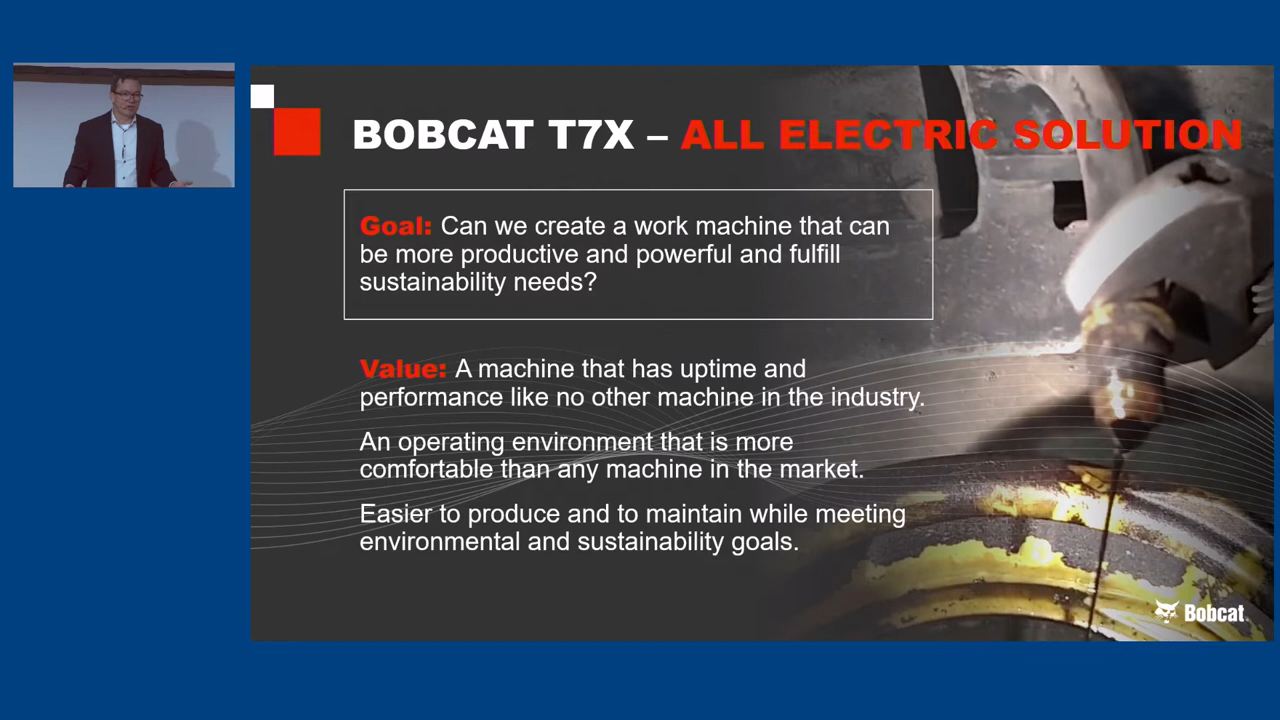 BOBCAT T7X – ALL ELECTRIC SOLUTION
Goal: Can we create a work machine that can
be more productive and powerful and fulfill
sustainability needs?
Value: A machine that has uptime and
performance like no other machine in the industry.
An operating environment that is more
comfortable than any machine in the market.
Easier to produce and to maintain while meeting
environmental and sustainability goals.
Bobcat